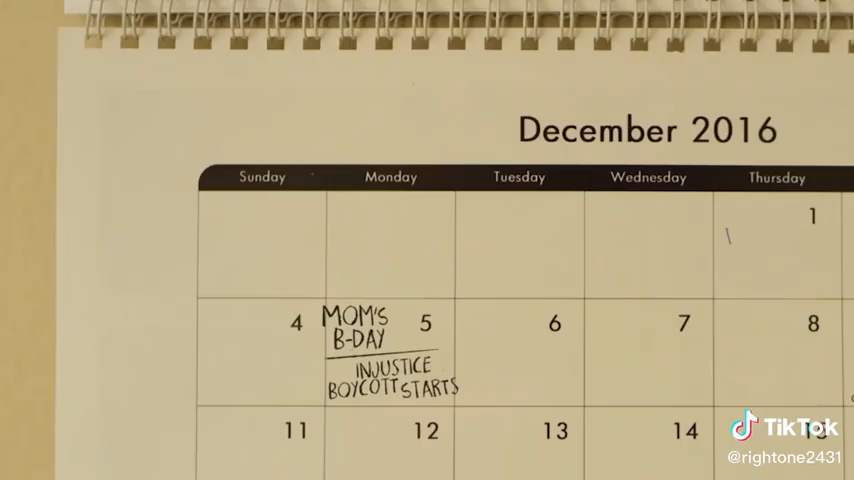 December 2016
Sunday Monday Tuesday Wednesday Thursday
1
4 MOM'S 5 6 7 8
B-DAY
INJUSTICE
BOYCOTT STARTS
11 12 13 14
TikTok
@rightone2431